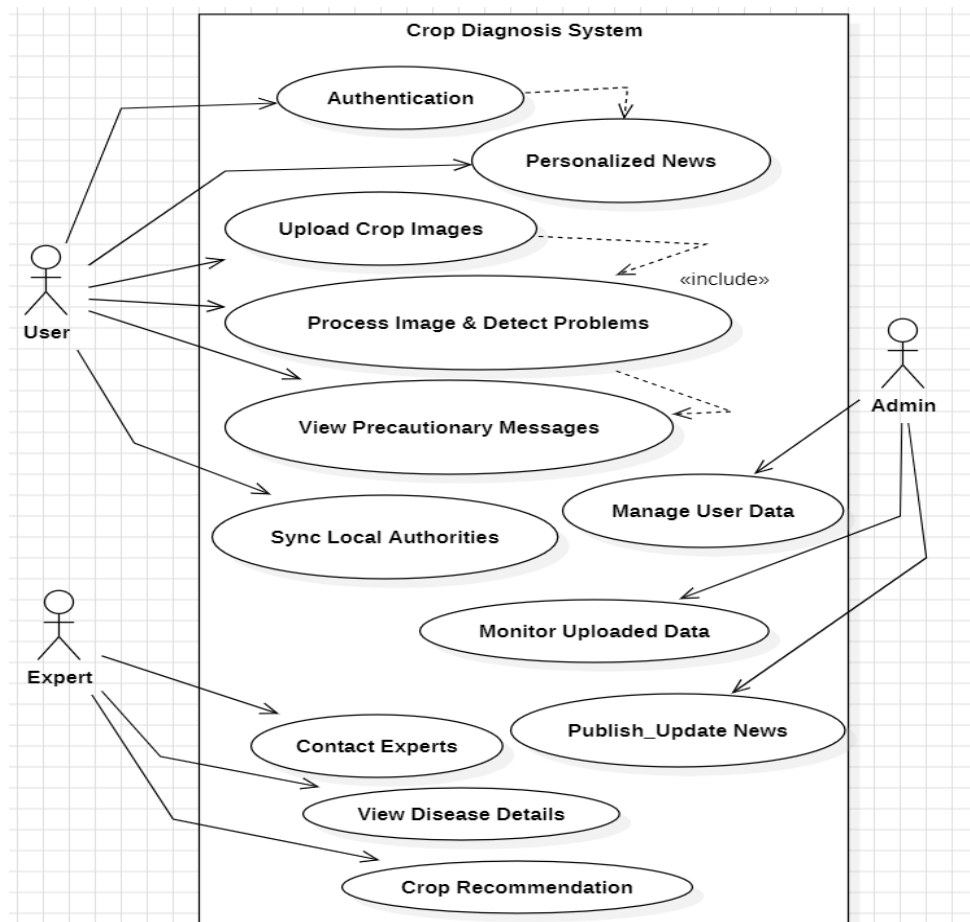 Crop Diagnosis System
Authentication
Personalized News
Upload Crop Images
«include»
Process Image & Detect Problems
User
Admin
View Precautionary Messages
Manage User Data
Sync Local Authorities
Monitor Uploaded Data
Expert
Publish_Update News
Contact Experts
View Disease Details
Crop Recommendation